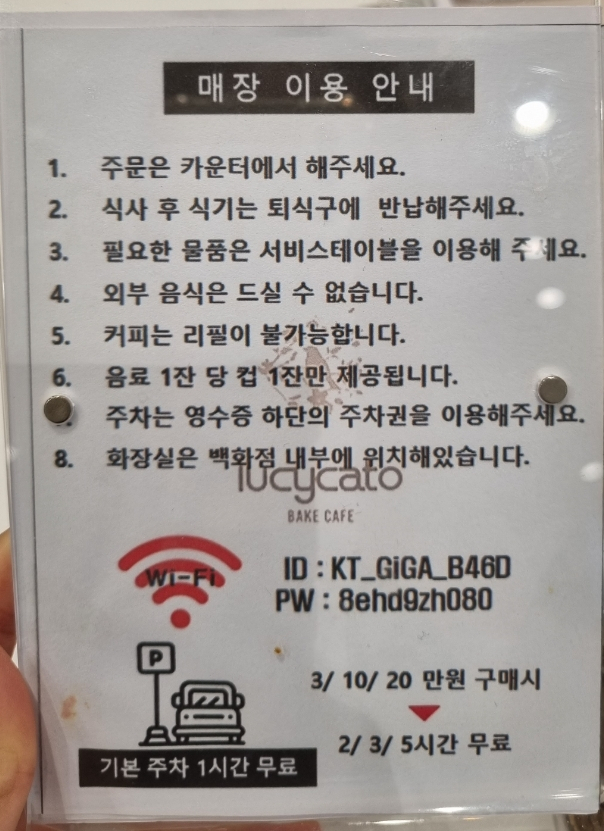 매장 이용 안내
1. 주문은 카운터에서 해주세요.
2. 식사 후 식기는 퇴식구에 반납해주세요.
3. 필요한 물품은 서비스테이블을 이용해 주세요.
4. 외부 음식은 드실 수 없습니다.
5. 커피는 리필이 불가능합니다.
6. 음료 1잔 당 컵 1잔만 제공됩니다.
주차는 영수증 하단의 주차권을 이용해주세요.
8. 화장실은 백화점 내부에 위치해있습니다.
lucycato
BAKE CAFE
Wi-Fi
ID : KT_GiGA_B46D
PW : 8ehd9zh080
P
3/ 10/ 20 만원 구매시
2/ 3/ 5시간 무료
기본 주차 1시간 무료